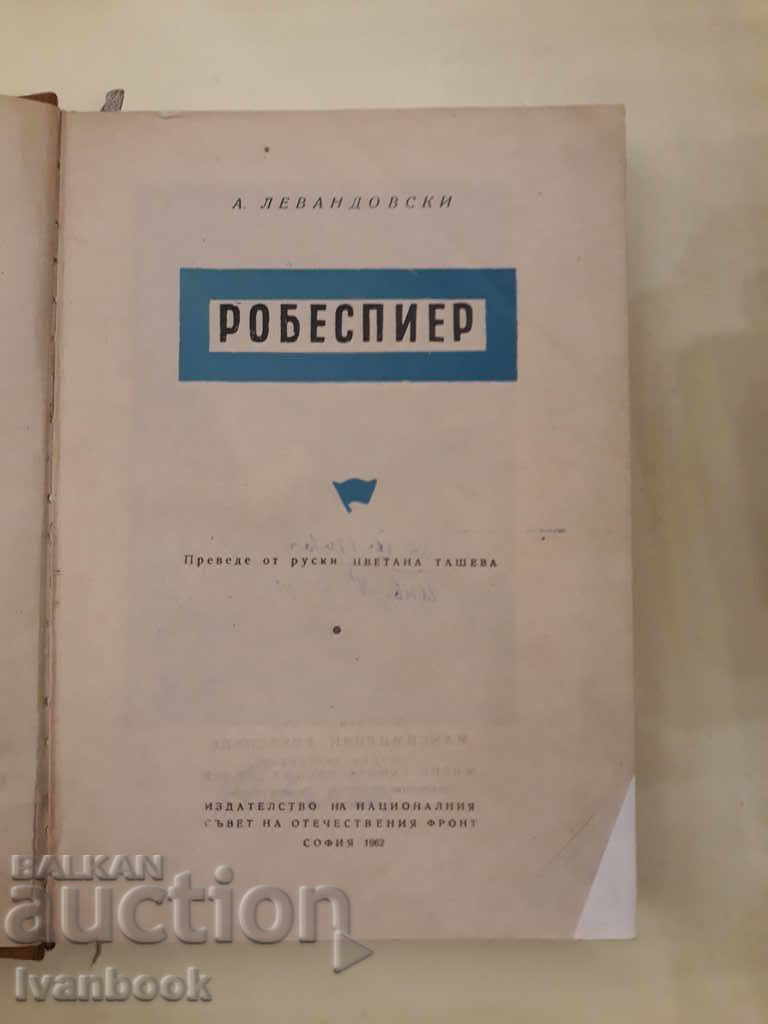 А. ЛЕВАНДОВСКИ
РОБЕСПИЕР
Преведе от руски ЦВЕТАНА ТАШЕВА
ИЗДАТЕЛСТВО НА НАЦИОНАЛНИЯ
СЪВЕТ НА ОТЕЧЕСТВЕНИЯ ФРОНТ
СОФИЯ 1962
BALKAN
auction
Ivanbook